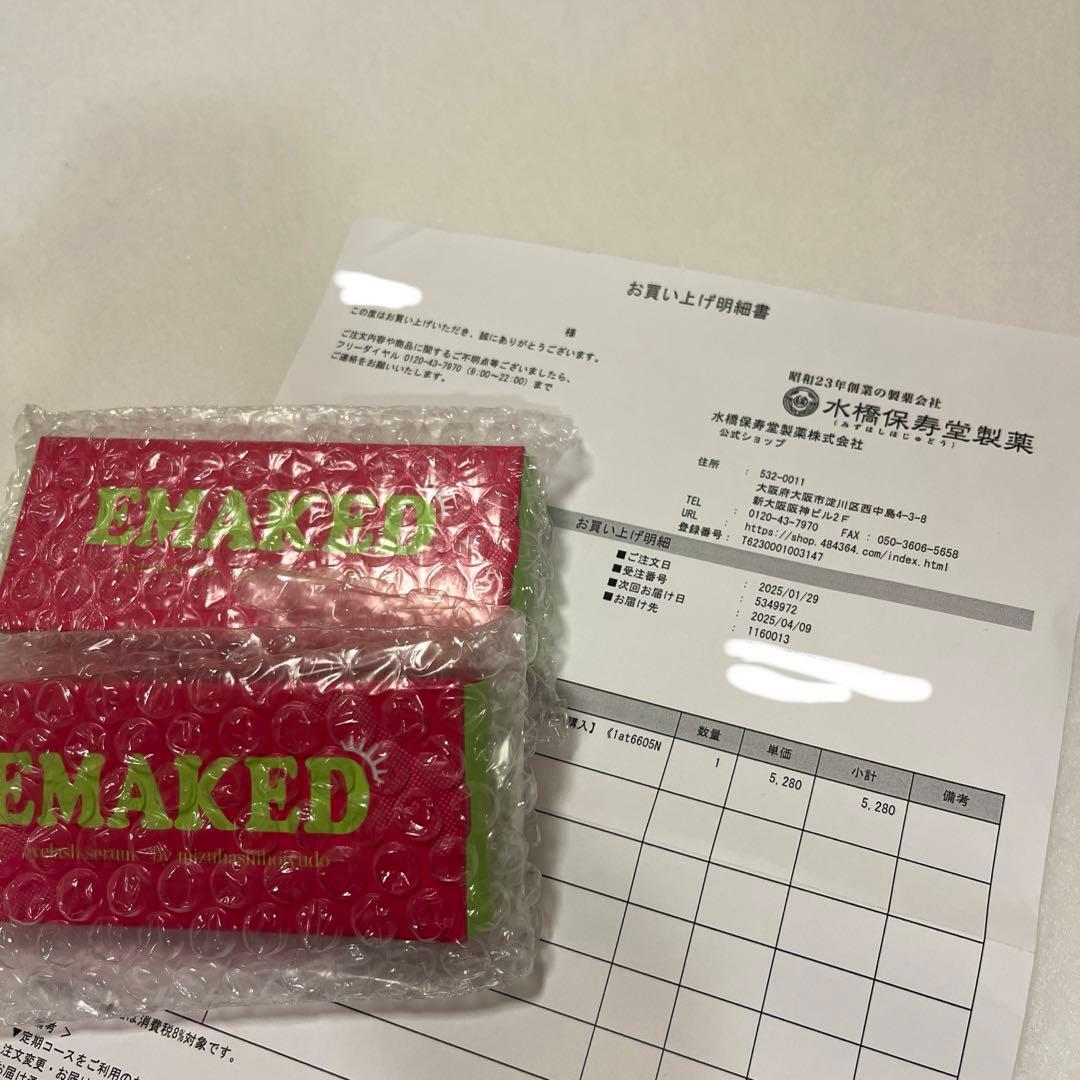 お買い上げ明細書
様
この度はお買い上げいただき、誠にありがとうございます。
ご注文内容や商品に関するご不明点等ございましたら、
フリーダイヤル 0120-43-7970 (9:00~22:00) まで
ご連絡をお願いいたします。
昭和23年創業の製薬会社
水橋保寿堂製薬
(みずはしほじゅどう)
水橋保寿堂製薬株式会社
公式ショップ
住所 : 532-0011
大阪府大阪市淀川区西中島4-3-8
新大阪阪神ビル2F
TEL : 0120-43-7970 FAX : 050-3606-5658
URL : https://shop.484364.com/index.html
登録番号 : T6230001003147
お買い上げ明細
■ご注文日 : 2025/01/29
■受注番号 : 5349972
■次回お届け日 : 2025/04/09
■お届け先 : 1160013
購入】《1at6605N
数量 単価 小計 備考
1 5,280 5,280
EMAKED
EMAKED
eyelash serum by mizuhashihojyudo
備考 >
は消費税8%対象です。
▼定期コースをご利用の
注文変更・お届け